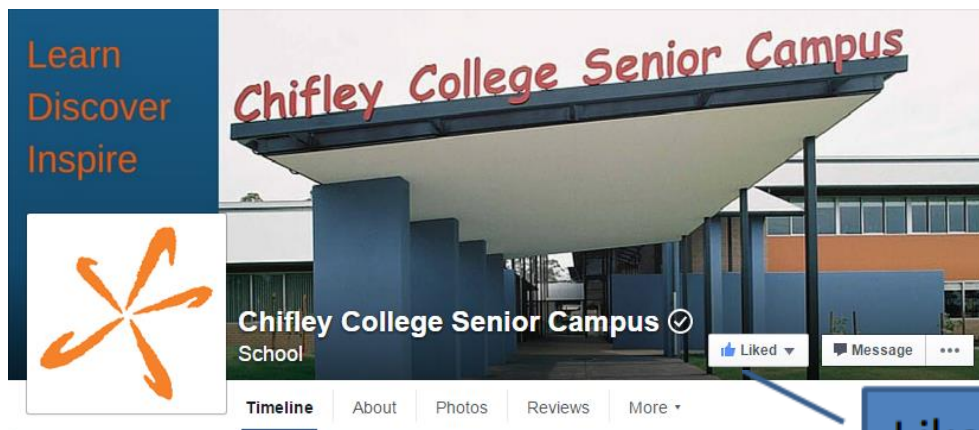 Learn
Discover
Inspire
Chifley College Senior Campus
Chifley College Senior Campus
School
Liked
Message
Timeline
About
Photos
Reviews
More